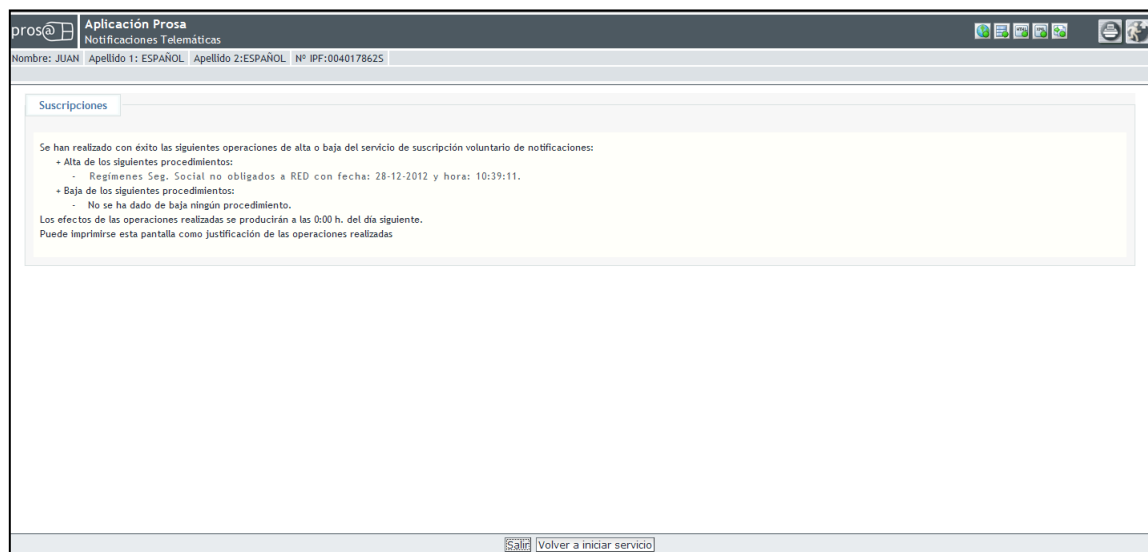 pros@
Aplicación Prosa
Notificaciones Telemáticas
Nombre: JUAN Apellido 1: ESPAÑOL Apellido 2:ESPAÑOL Nº IPF:004017862S
Suscripciones
Se han realizado con éxito las siguientes operaciones de alta o baja del servicio de suscripción voluntario de notificaciones:
+ Alta de los siguientes procedimientos:
- Regímenes Seg. Social no obligados a RED con fecha: 28-12-2012 y hora: 10:39:11.
+ Baja de los siguientes procedimientos:
- No se ha dado de baja ningún procedimiento.
Los efectos de las operaciones realizadas se producirán a las 0:00 h. del día siguiente.
Puede imprimirse esta pantalla como justificación de las operaciones realizadas
Salir Volver a iniciar servicio